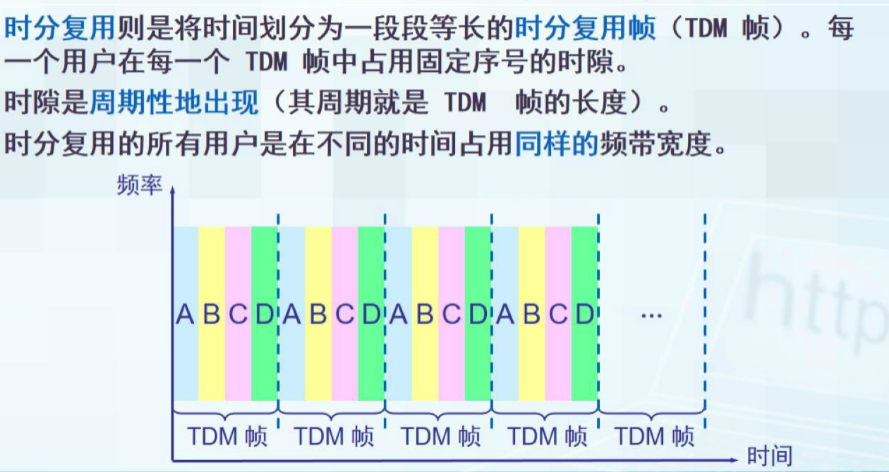 时分复用则是将时间划分为一段段等长的时分复用帧（TDM 帧）。每
一个用户在每一个 TDM 帧中占用固定序号的时隙。
时隙是周期性地出现（其周期就是 TDM 帧的长度）。
时分复用的所有用户是在不同的时间占用同样的频带宽度。
频率
A B C D A B C D A B C D A B C D …
TDM 帧 TDM 帧 TDM 帧 TDM 帧 TDM 帧
时间
http